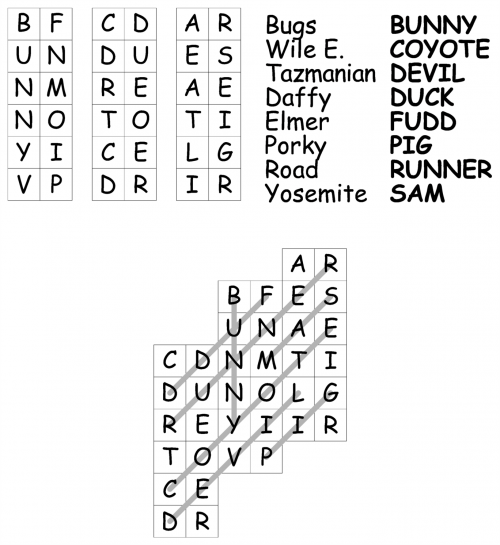 B F C D A R
U N D U E S
N M R E A E
N O T O T I
Y I C E L G
V P D R I R
Bugs BUNNY
Wile E. COYOTE
Tazmanian DEVIL
Daffy DUCK
Elmer FUDD
Porky PIG
Road RUNNER
Yosemite SAM
A R
B F E S
U N A E
C D N M T I
D U N O L G
R E Y I I R
T O V P
C E
D R